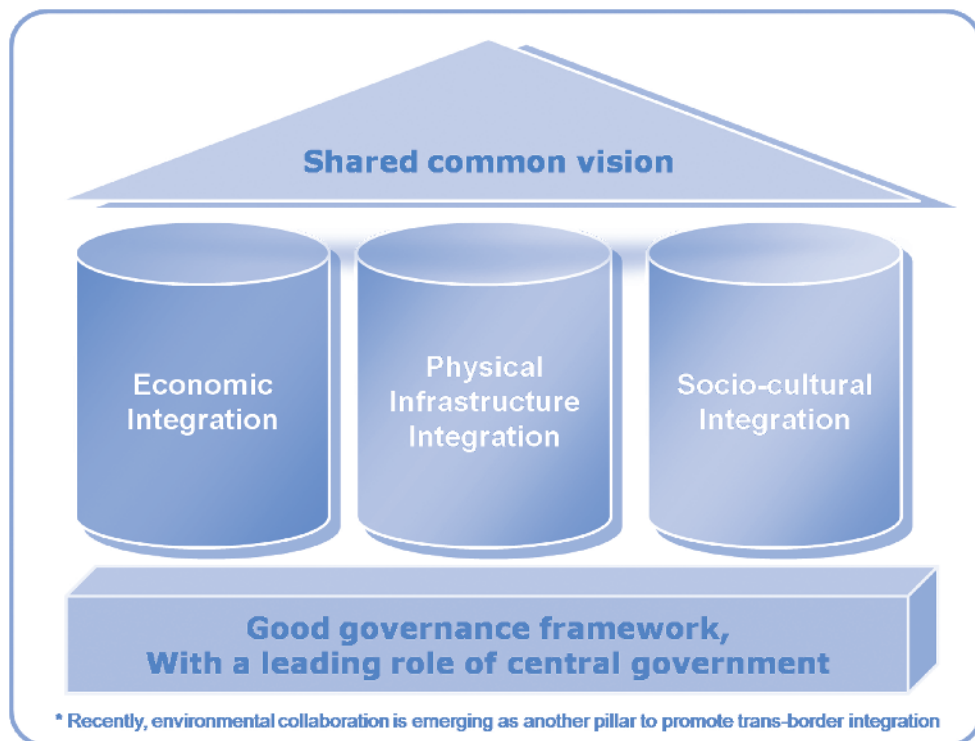 Shared common vision
Economic
Integration
Physical
Infrastructure
Integration
Socio-cultural
Integration
Good governance framework,
With a leading role of central government
* Recently, environmental collaboration is emerging as another pillar to promote trans-border integration